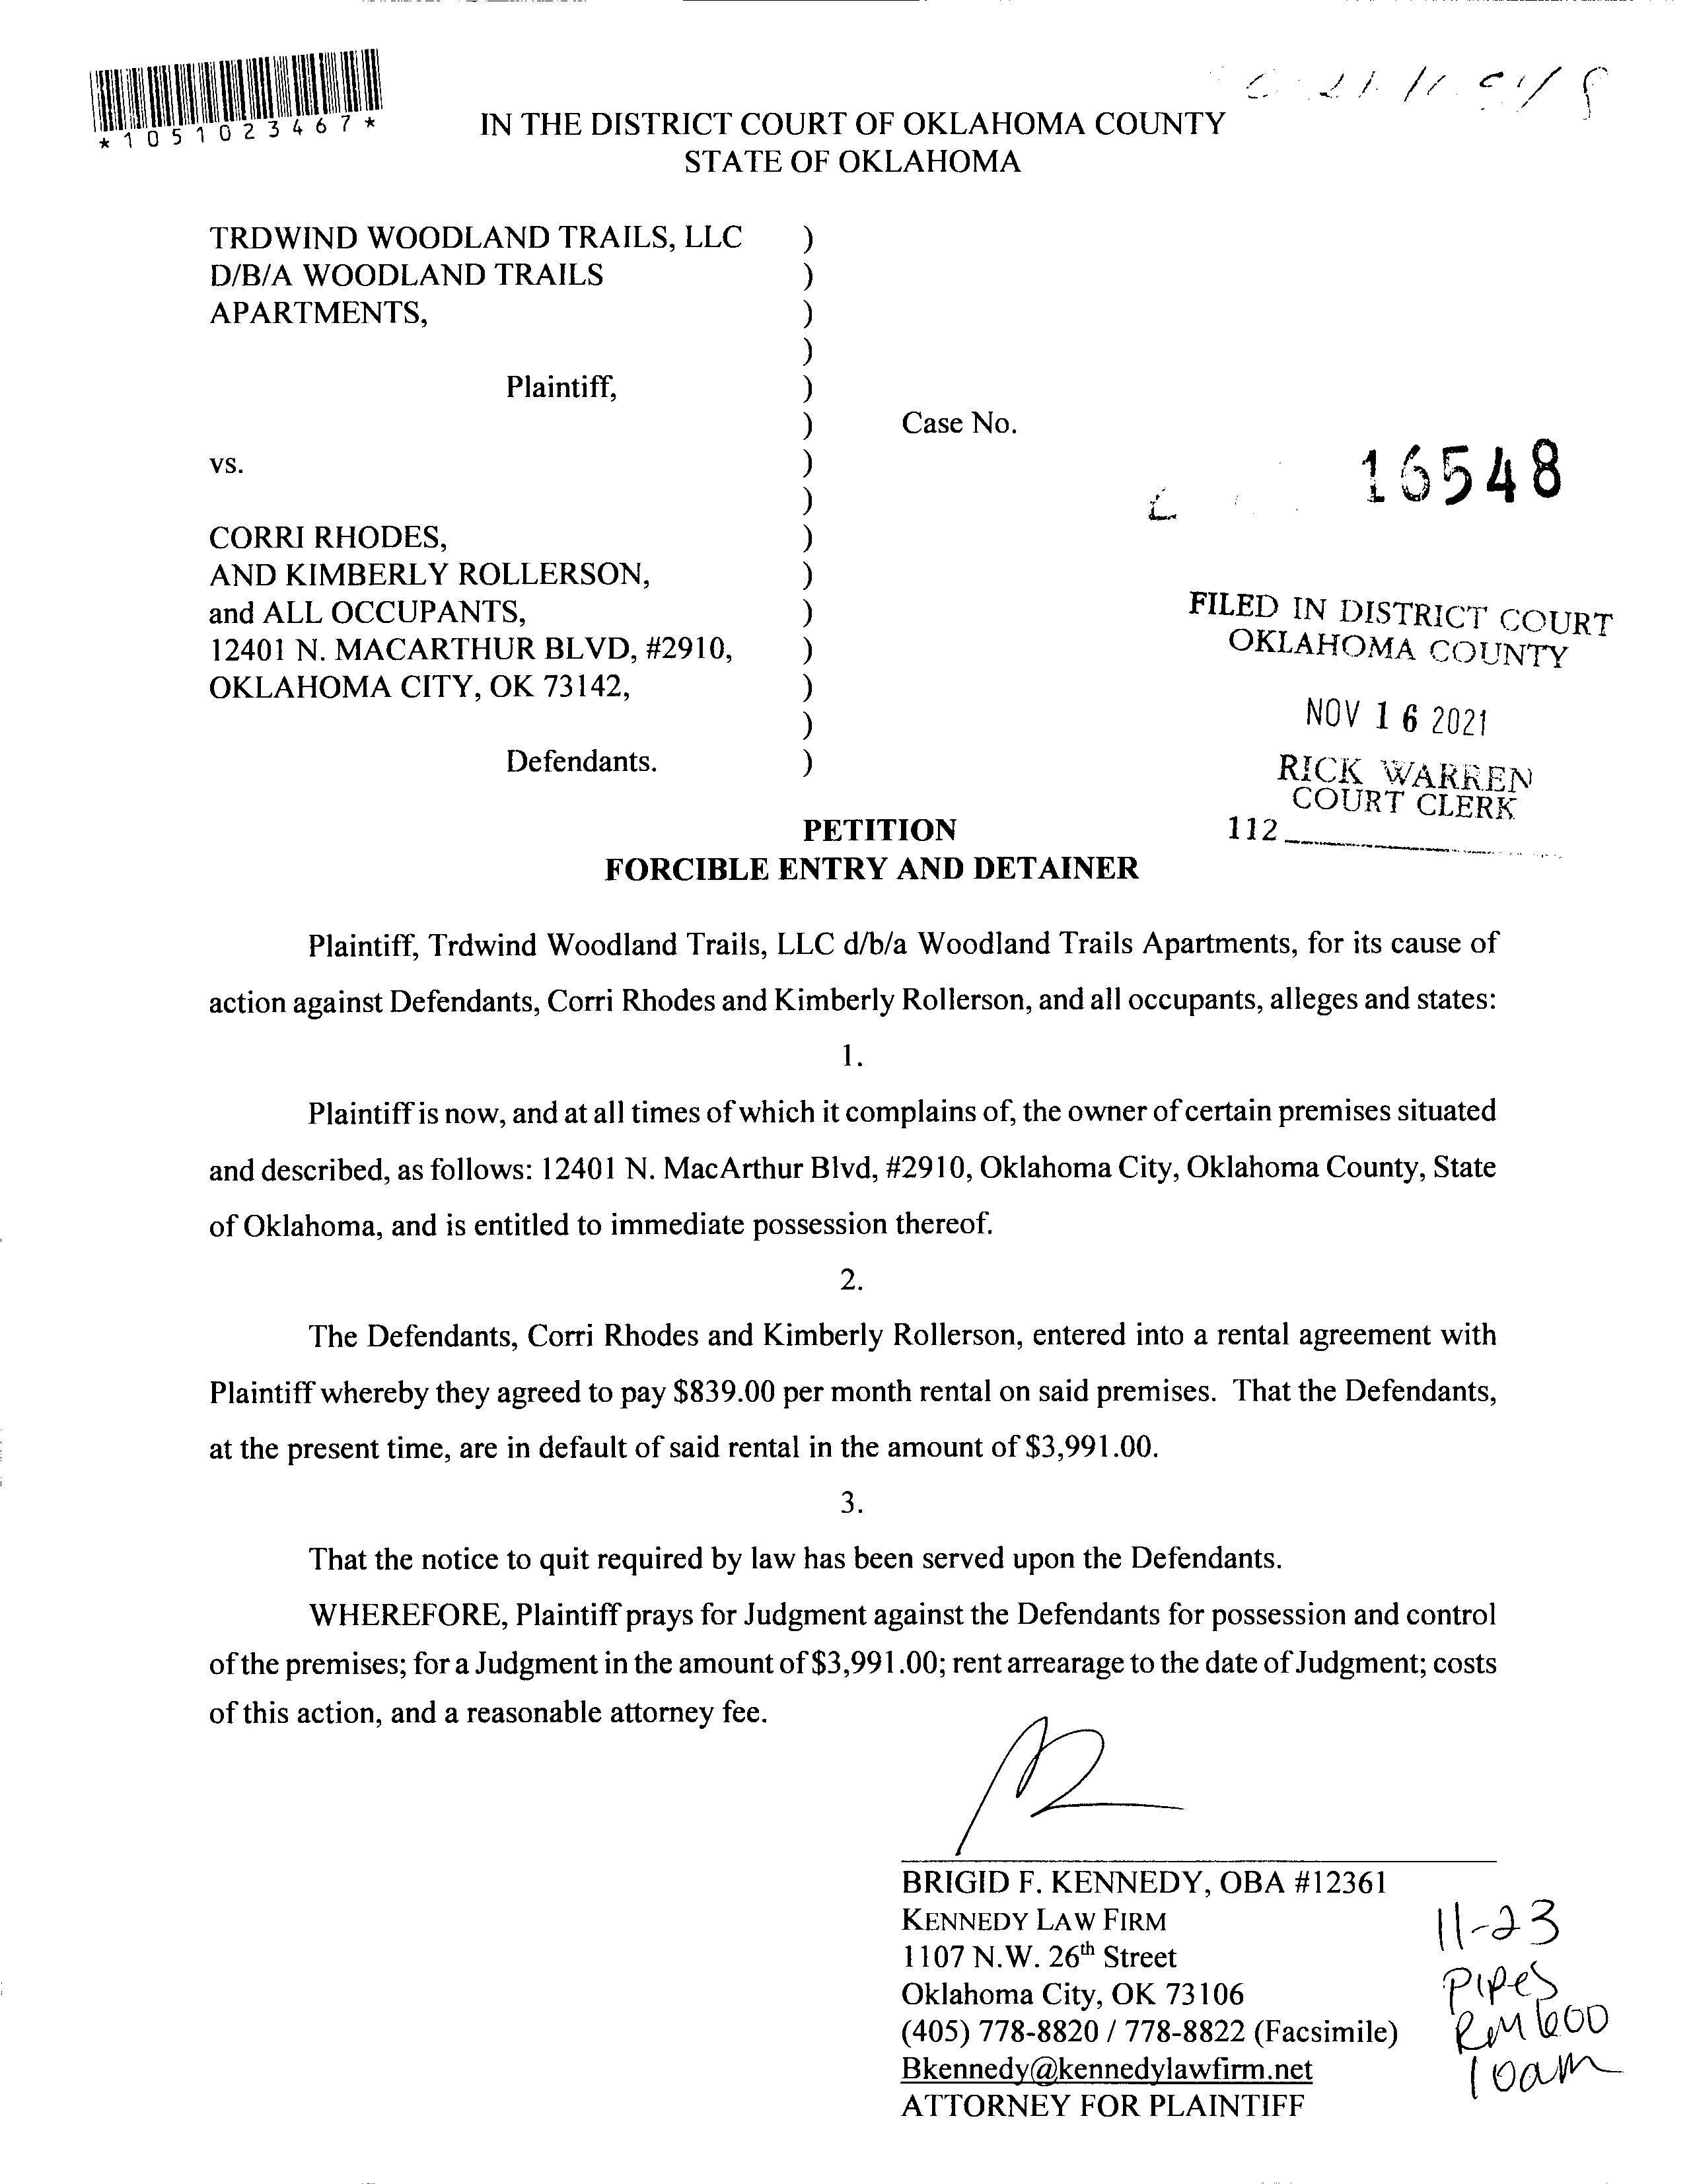 *1051023467*
IN THE DISTRICT COURT OF OKLAHOMA COUNTY
STATE OF OKLAHOMA
TRDWIND WOODLAND TRAILS, LLC )
D/B/A WOODLAND TRAILS )
APARTMENTS, )
)
Plaintiff, )
) Case No.
vs. )
16548
)
CORRI RHODES, )
AND KIMBERLY ROLLERSON, )
and ALL OCCUPANTS, )
12401 N. MACARTHUR BLVD, #2910, )
OKLAHOMA CITY, OK 73142, )
)
Defendants. )
FILED IN DISTRICT COURT
OKLAHOMA COUNTY
NOV 16 2021
RICK WARREN
COURT CLERK
112
PETITION
FORCIBLE ENTRY AND DETAINER
Plaintiff, Trdwind Woodland Trails, LLC d/b/a Woodland Trails Apartments, for its cause of
action against Defendants, Corri Rhodes and Kimberly Rollerson, and all occupants, alleges and states:
1.
Plaintiff is now, and at all times of which it complains of, the owner of certain premises situated
and described, as follows: 12401 N. MacArthur Blvd, #2910, Oklahoma City, Oklahoma County, State
of Oklahoma, and is entitled to immediate possession thereof.
2.
The Defendants, Corri Rhodes and Kimberly Rollerson, entered into a rental agreement with
Plaintiff whereby they agreed to pay $839.00 per month rental on said premises. That the Defendants,
at the present time, are in default of said rental in the amount of $3,991.00.
3.
That the notice to quit required by law has been served upon the Defendants.
WHEREFORE, Plaintiff prays for Judgment against the Defendants for possession and control
of the premises; for a Judgment in the amount of $3,991.00; rent arrearage to the date of Judgment; costs
of this action, and a reasonable attorney fee.
BRIGID F. KENNEDY, OBA #12361
KENNEDY LAW FIRM
1107 N.W. 26th Street
Oklahoma City, OK 73106
(405) 778-8820 / 778-8822 (Facsimile)
Bkennedy@kennedylawfirm.net
ATTORNEY FOR PLAINTIFF
11-23
Pipes
RM 600
10am